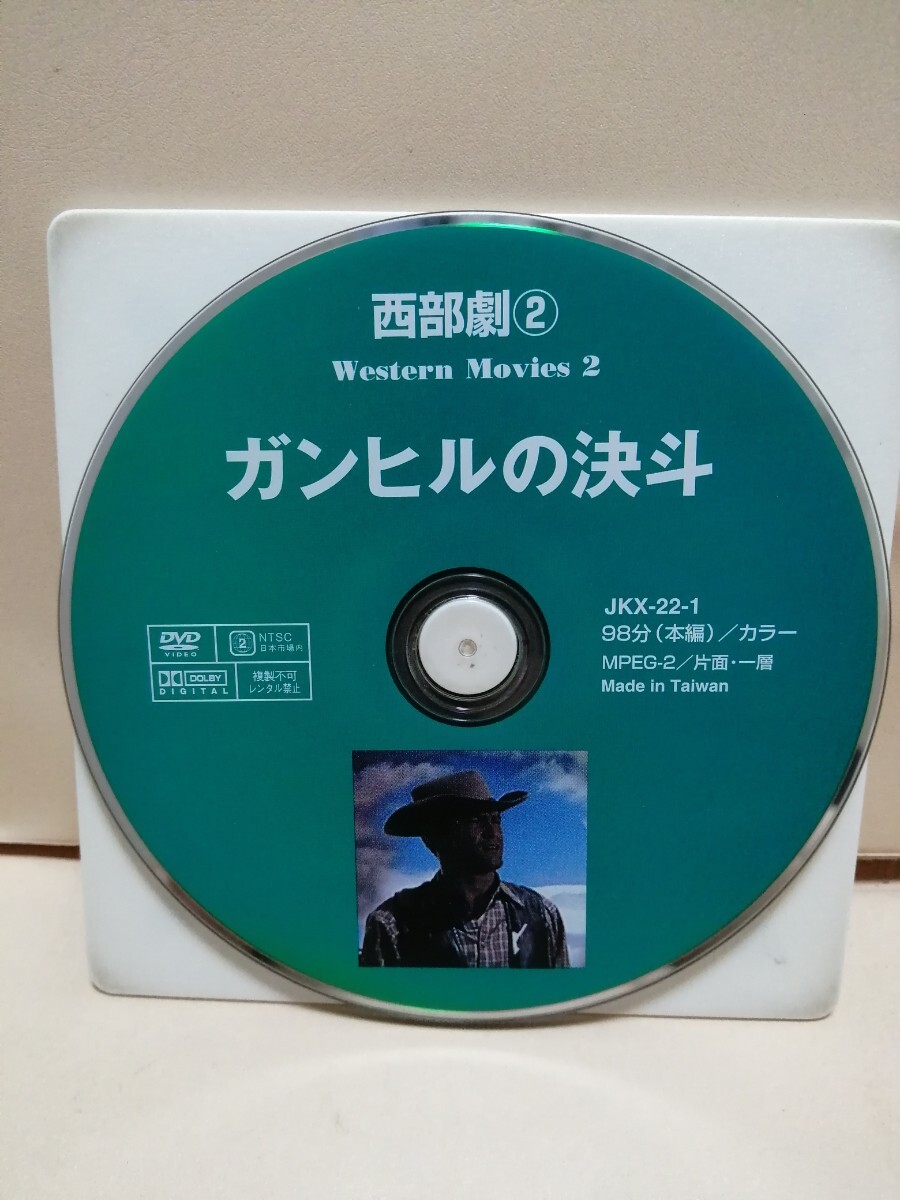 西部劇②
Western Movies 2
ガンヒルの決斗
JKX-22-1
98分(本編)/カラー
MPEG-2/片面・一層
Made in Taiwan
DVD
VIDEO
2
NTSC
日本市場内
DOLBY
DIGITAL
複製不可
レンタル禁止